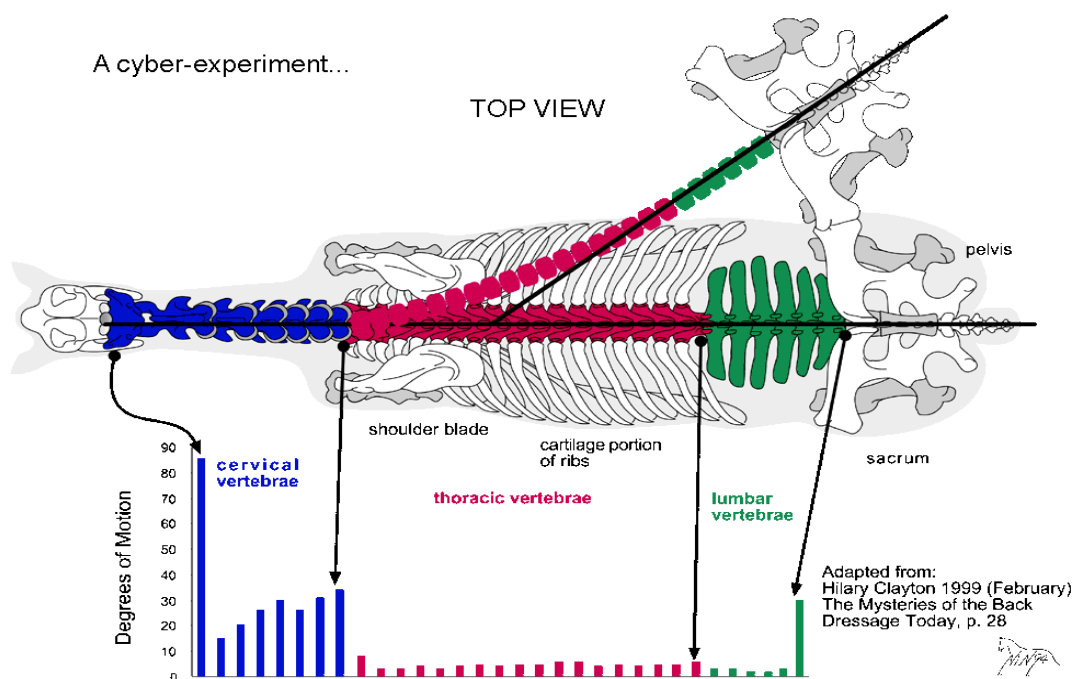 A cyber-experiment...
TOP VIEW
pelvis
shoulder blade
cartilage portion
of ribs
sacrum
90
80
70
60
50
40
30
20
10
0
Degrees of Motion
cervical
vertebrae
thoracic vertebrae
lumbar
vertebrae
Adapted from:
Hilary Clayton 1999 (February)
The Mysteries of the Back
Dressage Today, p. 28